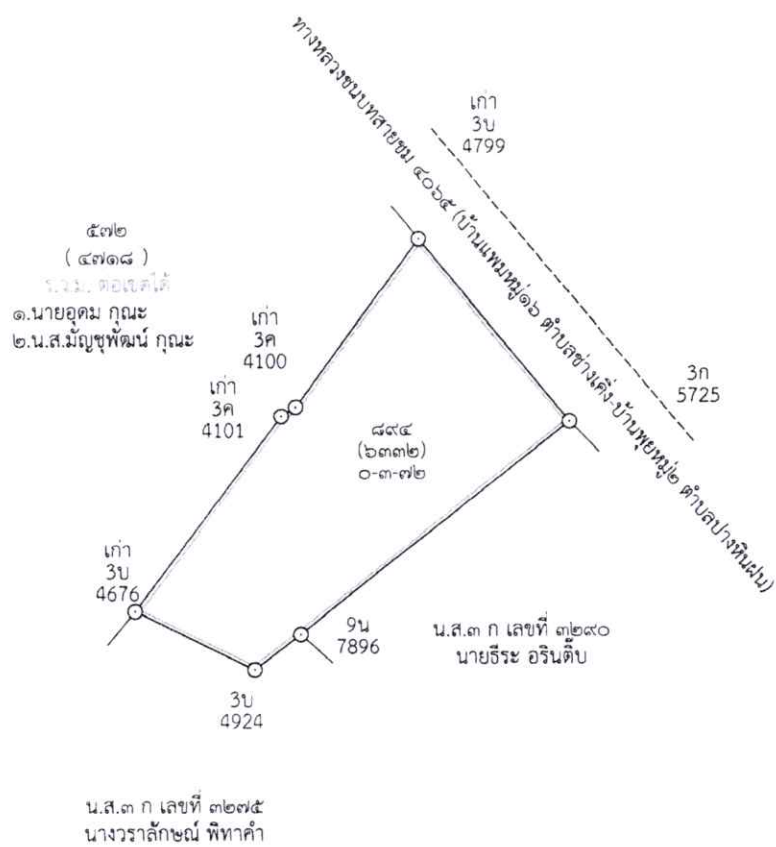 ทางหลวงชนบทสายชม ๔๐๖๕ (บ้านแพมหมู่๑๖ ตำบลช่างเคิ่ง-บ้านพุยหมู่๒ ตำบลปางหินฝน)
เก่า
3บ
4799
๕๗๒
( ๔๗๑๘ )
ร.ว.ม. ต่อเขตได้
๑.นายอุดม กุณะ
๒.น.ส.มัญชุพัฒน์ กุณะ
เก่า
3ค
4100
เก่า
3ค
4101
3ก
5725
๘๙๔
(๖๓๓๒)
๐-๓-๗๒
เก่า
3บ
4676
9น
7896
น.ส.๓ ก เลขที่ ๓๒๙๐
นายธีระ อรินติ๊บ
3บ
4924
น.ส.๓ ก เลขที่ ๓๒๗๕
นางวราลักษณ์ พิทาคำ